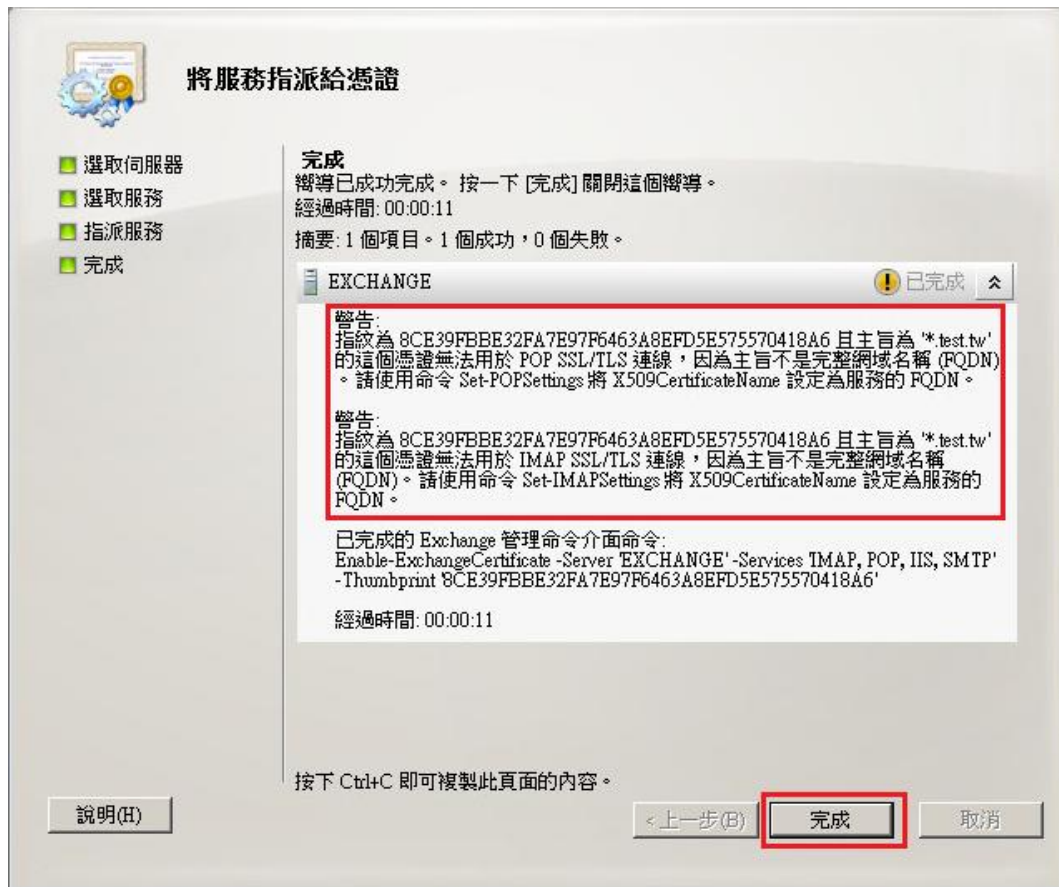 將服務指派給憑證
選取伺服器
選取服務
指派服務
完成
完成
嚮導已成功完成。 按一下 [完成] 關閉這個嚮導。
經過時間: 00:00:11
摘要: 1 個項目。1 個成功，0 個失敗。
EXCHANGE
已完成
警告:
指紋為 8CE39FBBE32FA7E97F6463A8EFD5E575570418A6 且主旨為 '*.test.tw'
的這個憑證無法用於 POP SSL/TLS 連線，因為主旨不是完整網域名稱 (FQDN)
。請使用命令 Set-POPSettings 將 X509CertificateName 設定為服務的 FQDN。
警告:
指紋為 8CE39FBBE32FA7E97F6463A8EFD5E575570418A6 且主旨為 '*.test.tw'
的這個憑證無法用於 IMAP SSL/TLS 連線，因為主旨不是完整網域名稱
(FQDN)。請使用命令 Set-IMAPSettings 將 X509CertificateName 設定為服務的
FQDN。
已完成的 Exchange 管理命令介面命令:
Enable-ExchangeCertificate -Server 'EXCHANGE' -Services 'IMAP, POP, IIS, SMTP'
-Thumbprint '8CE39FBBE32FA7E97F6463A8EFD5E575570418A6'
經過時間: 00:00:11
按下 Ctrl+C 即可複製此頁面的內容。
說明(H)
<上一步(B)
完成
取消